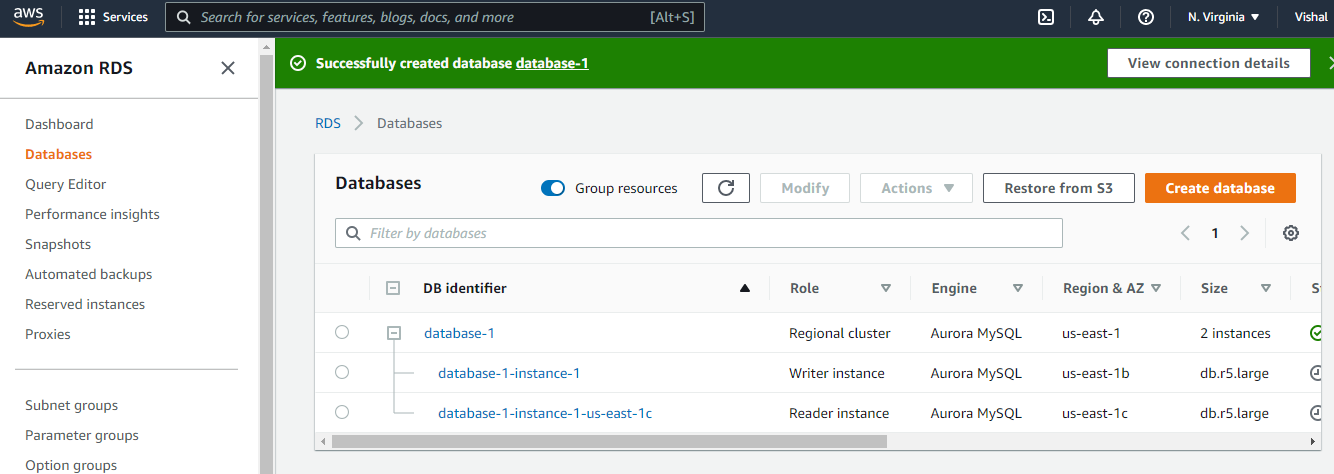 aws Services Search for services, features, blogs, docs, and more [Alt+S] N. Virginia Vishal
Amazon RDS
Dashboard
Databases
Query Editor
Performance insights
Snapshots
Automated backups
Reserved instances
Proxies
Subnet groups
Parameter groups
Option groups
Successfully created database database-1 View connection details
RDS Databases
Databases Group resources Modify Actions Restore from S3 Create database
Filter by databases 1
DB identifier Role Engine Region & AZ Size
database-1 Regional cluster Aurora MySQL us-east-1 2 instances
database-1-instance-1 Writer instance Aurora MySQL us-east-1b db.r5.large
database-1-instance-1-us-east-1c Reader instance Aurora MySQL us-east-1c db.r5.large